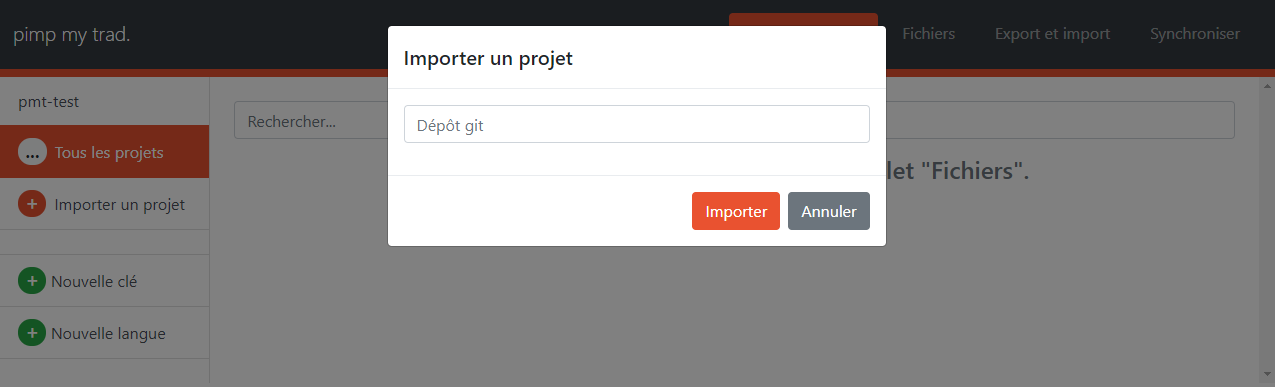 pimp my trad.
Fichiers
Export et import
Synchroniser
pmt-test
...
Tous les projets
+
Importer un projet
+
Nouvelle clé
+
Nouvelle langue
Rechercher...
let "Fichiers".
Importer un projet
Dépôt git
Importer
Annuler